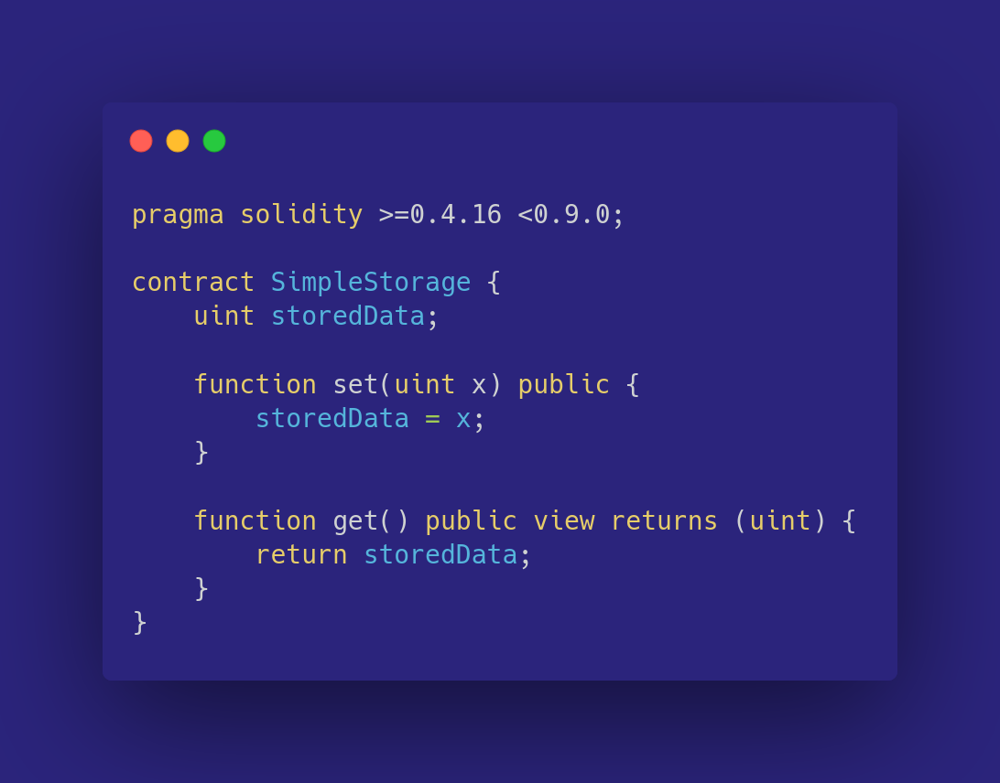 pragma solidity >=0.4.16 <0.9.0;

contract SimpleStorage {
    uint storedData;

    function set(uint x) public {
        storedData = x;
    }

    function get() public view returns (uint) {
        return storedData;
    }
}